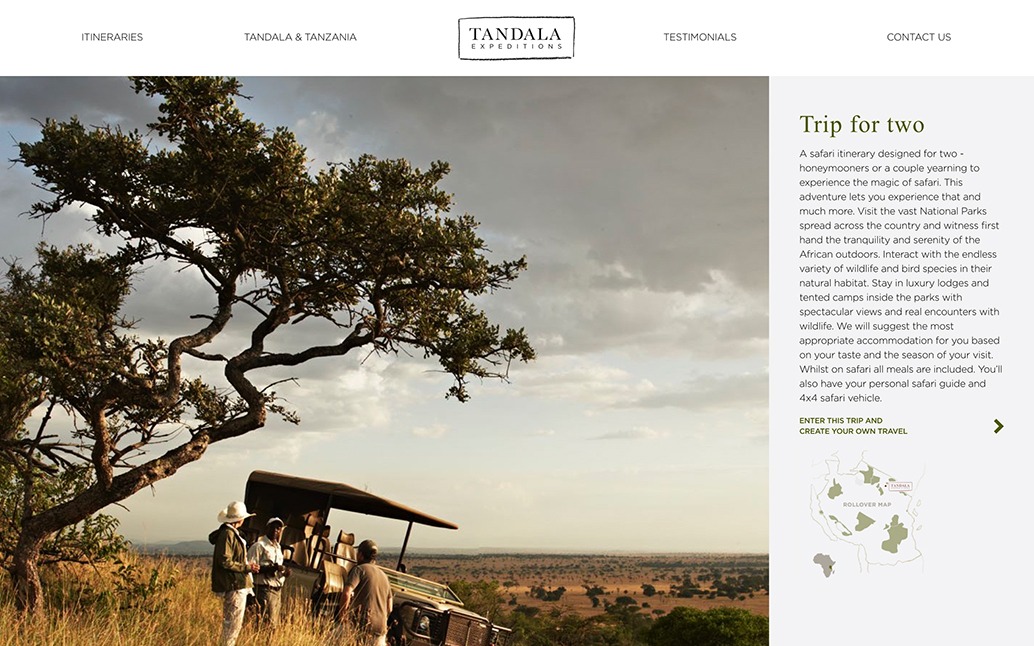 ITINERARIES
TANDALA & TANZANIA
TANDALA
EXPEDITIONS
TESTIMONIALS
CONTACT US
Trip for two
A safari itinerary designed for two -
honeymooners or a couple yearning to
experience the magic of safari. This
adventure lets you experience that and
much more. Visit the vast National Parks
spread across the country and witness first
hand the tranquility and serenity of the
African outdoors. Interact with the endless
variety of wildlife and bird species in their
natural habitat. Stay in luxury lodges and
tented camps inside the parks with
spectacular views and real encounters with
wildlife. We will suggest the most
appropriate accommodation for you based
on your taste and the season of your visit.
Whilst on safari all meals are included. You'll
also have your personal safari guide and
4x4 safari vehicle.
ENTER THIS TRIP AND
CREATE YOUR OWN TRAVEL
TANDALA
ROLLOVER MAP